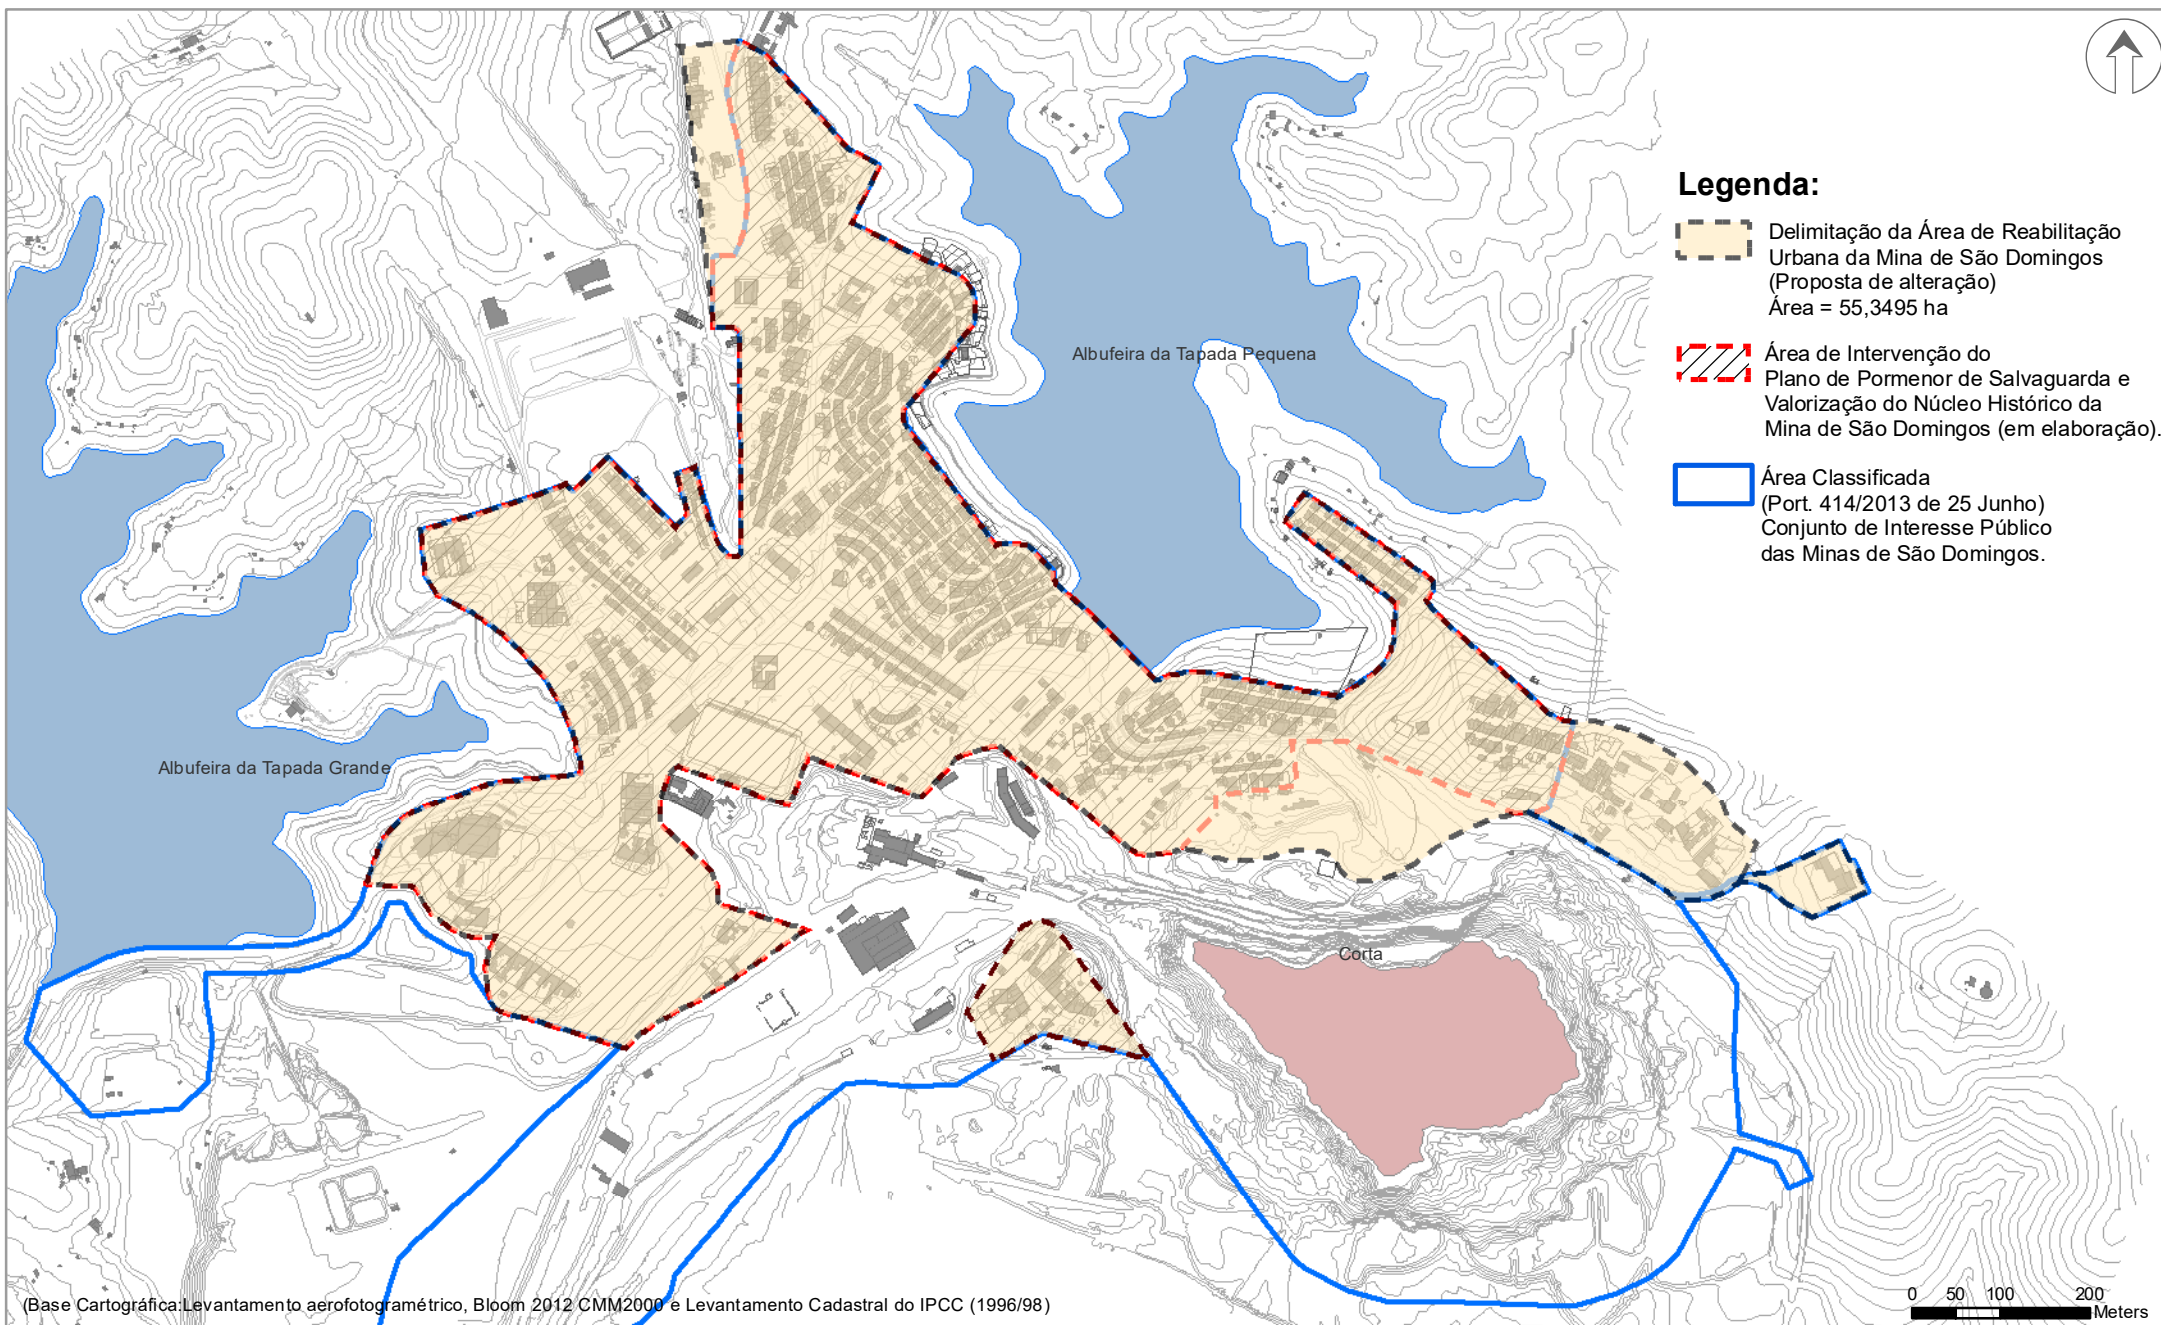 Legenda:
Delimitação da Área de Reabilitação
Urbana da Mina de São Domingos
(Proposta de alteração)
Área = 55,3495 ha
Área de Intervenção do
Plano de Pormenor de Salvaguarda e
Valorização do Núcleo Histórico da
Mina de São Domingos (em elaboração).
Área Classificada
(Port. 414/2013 de 25 Junho)
Conjunto de Interesse Público
das Minas de São Domingos.
Albufeira da Tapada Pequena
Albufeira da Tapada Grande
Corta
(Base Cartográfica:Levantamento aerofotogramétrico, Bloom 2012 CMM2000 e Levantamento Cadastral do IPCC (1996/98)
0 50 100 200
Meters